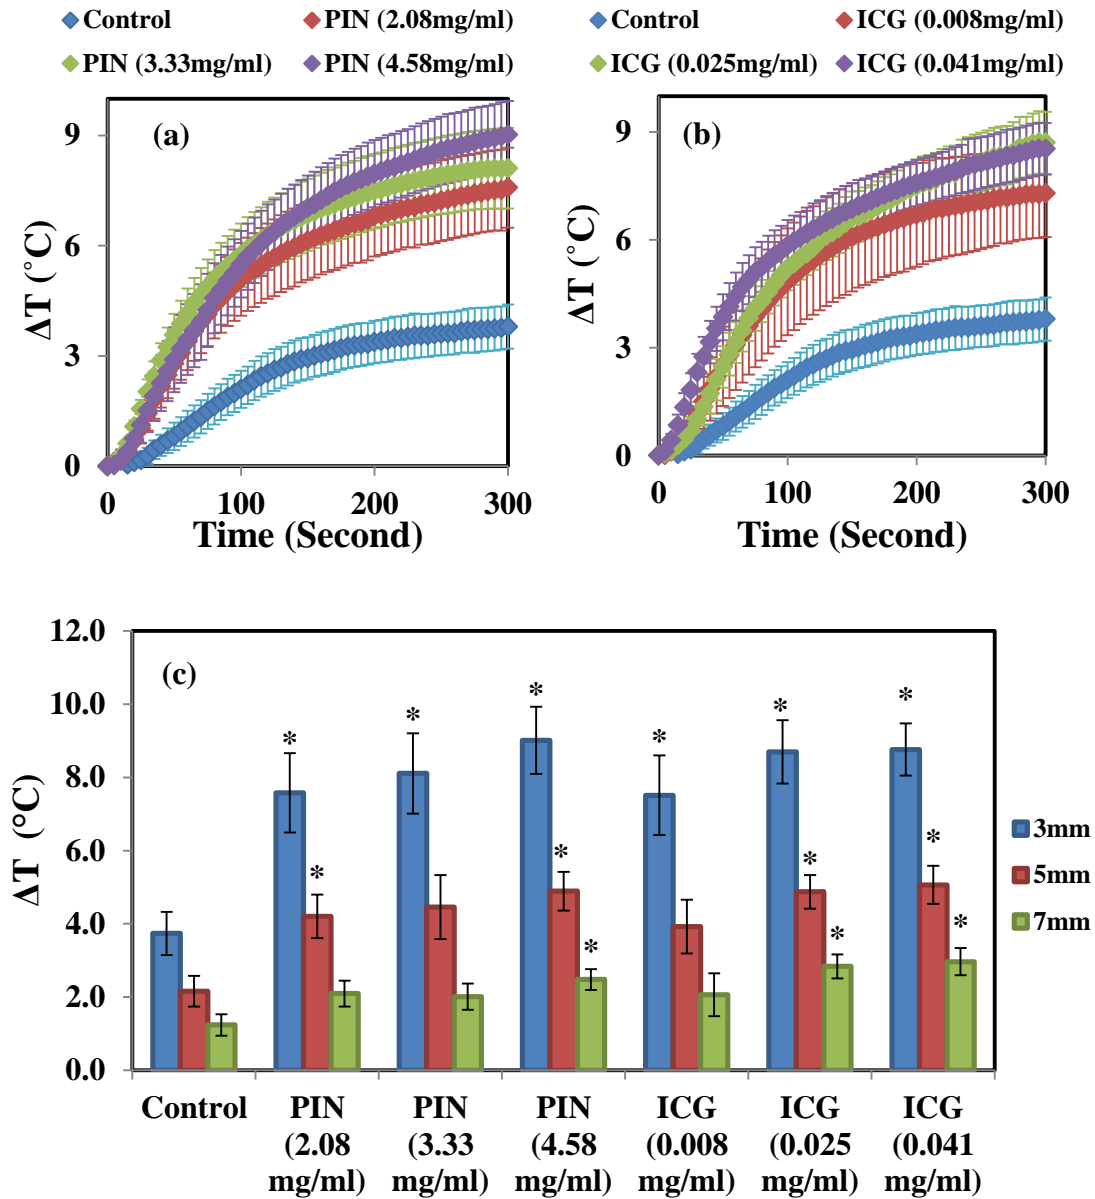 Control PIN (2.08mg/ml)
PIN (3.33mg/ml) PIN (4.58mg/ml)
(a)
9
6
3
0
ΔT (°C)
0 100 200 300
Time (Second)
Control ICG (0.008mg/ml)
ICG (0.025mg/ml) ICG (0.041mg/ml)
(b)
9
6
3
0
ΔT (°C)
0 100 200 300
Time (Second)
(c)
12.0
10.0
8.0
6.0
4.0
2.0
0.0
ΔT (°C)
* * * * * *
* * * *
* * *
3mm
5mm
7mm
Control PIN PIN PIN ICG ICG ICG
(2.08 (3.33 (4.58 (0.008 (0.025 (0.041
mg/ml) mg/ml) mg/ml) mg/ml) mg/ml) mg/ml)